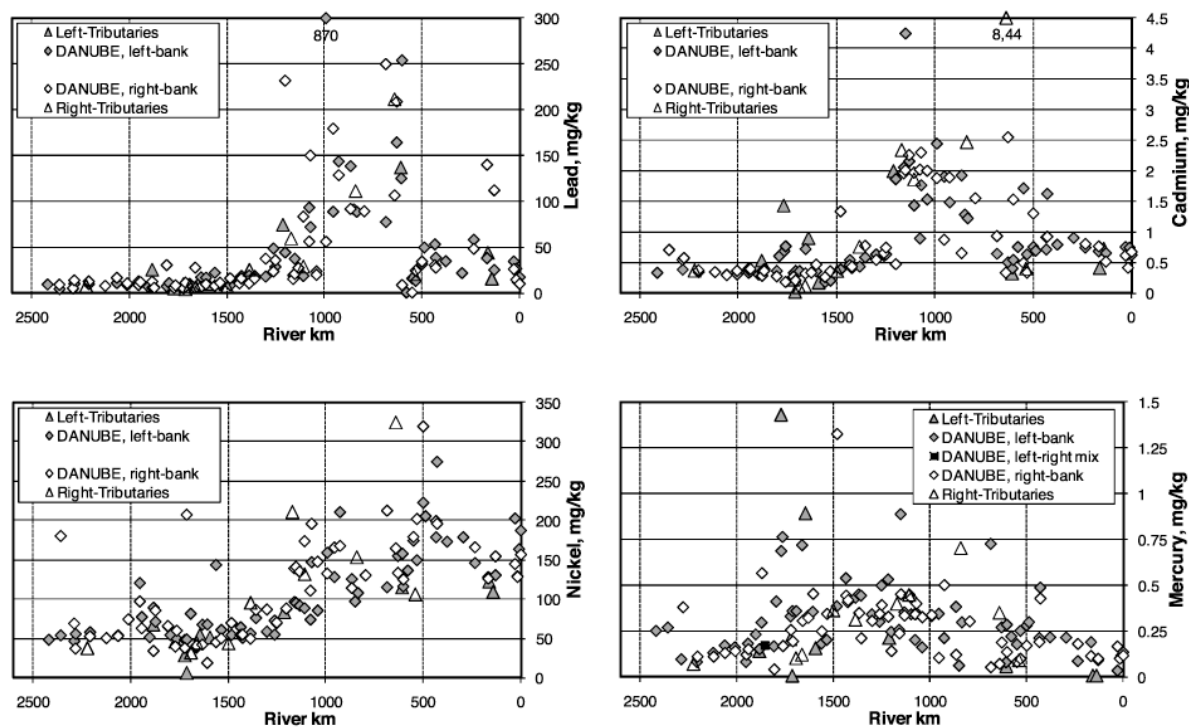 Left-Tributaries
DANUBE, left-bank
DANUBE, right-bank
Right-Tributaries
870
300
250
200
150
100
50
0
Lead, mg/kg
2500 2000 1500 1000 500 0
River km
Left-Tributaries
DANUBE, left-bank
DANUBE, right-bank
Right-Tributaries
8,44
4.5
4
3.5
3
2.5
2
1.5
1
0.5
0
Cadmium, mg/kg
2500 2000 1500 1000 500 0
River km
Left-Tributaries
DANUBE, left-bank
DANUBE, right-bank
Right-Tributaries
350
300
250
200
150
100
50
0
Nickel, mg/kg
2500 2000 1500 1000 500 0
River km
Left-Tributaries
DANUBE, left-bank
DANUBE, left-right mix
DANUBE, right-bank
Right-Tributaries
1.5
1.25
1
0.75
0.5
0.25
0
Mercury, mg/kg
2500 2000 1500 1000 500 0
River km